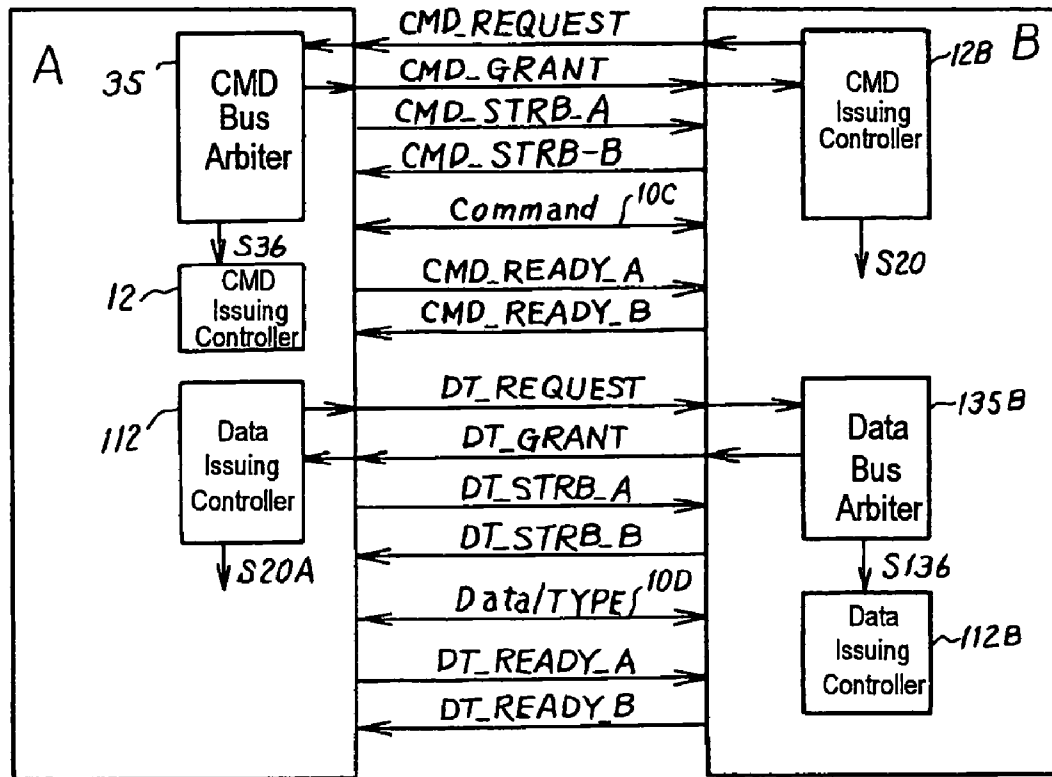 A
35
CMD
Bus
Arbiter
S36
12
CMD
Issuing
Controller
112
Data
Issuing
Controller
S20A
CMD_REQUEST
CMD_GRANT
CMD_STRB_A
CMD_STRB-B
Command 10C
CMD_READY_A
CMD_READY_B
DT_REQUEST
DT_GRANT
DT_STRB_A
DT_STRB_B
Data/TYPE 10D
DT_READY_A
DT_READY_B
B
12B
CMD
Issuing
Controller
S20
135B
Data
Bus
Arbiter
S136
Data
Issuing
Controller
112B